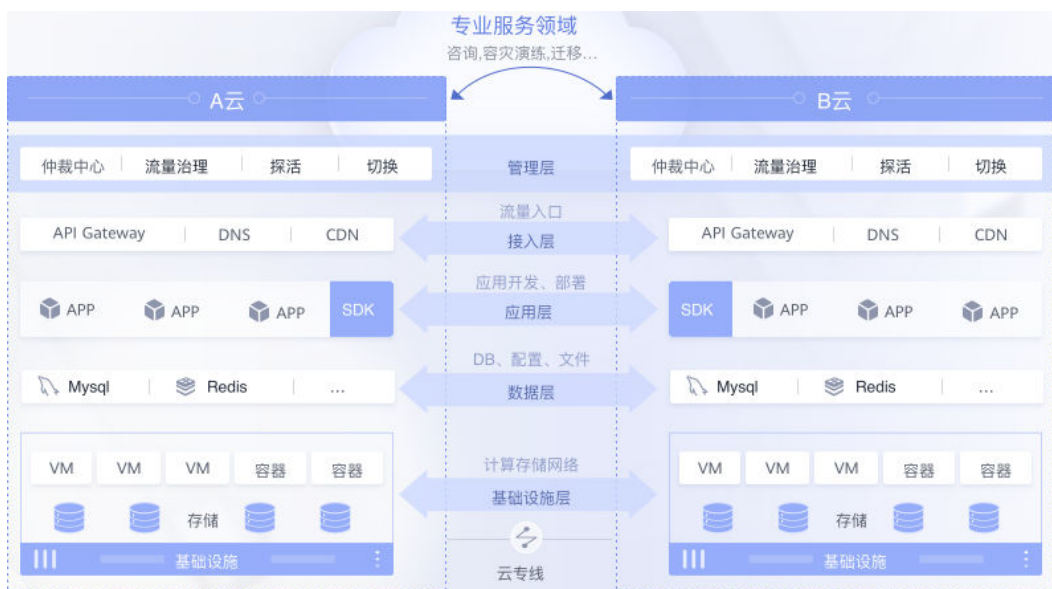 专业服务领域
咨询,容灾演练,迁移...
A云
B云
仲裁中心 流量治理 探活 切换
管理层
仲裁中心 流量治理 探活 切换
流量入口
API Gateway DNS CDN
接入层
API Gateway DNS CDN
应用开发、部署
APP APP APP SDK
应用层
SDK APP APP APP
DB、配置、文件
Mysql Redis ...
数据层
Mysql Redis ...
计算存储网络
VM VM VM 容器 容器
基础设施层
VM VM VM 容器 容器
存储
存储
基础设施
云专线
基础设施